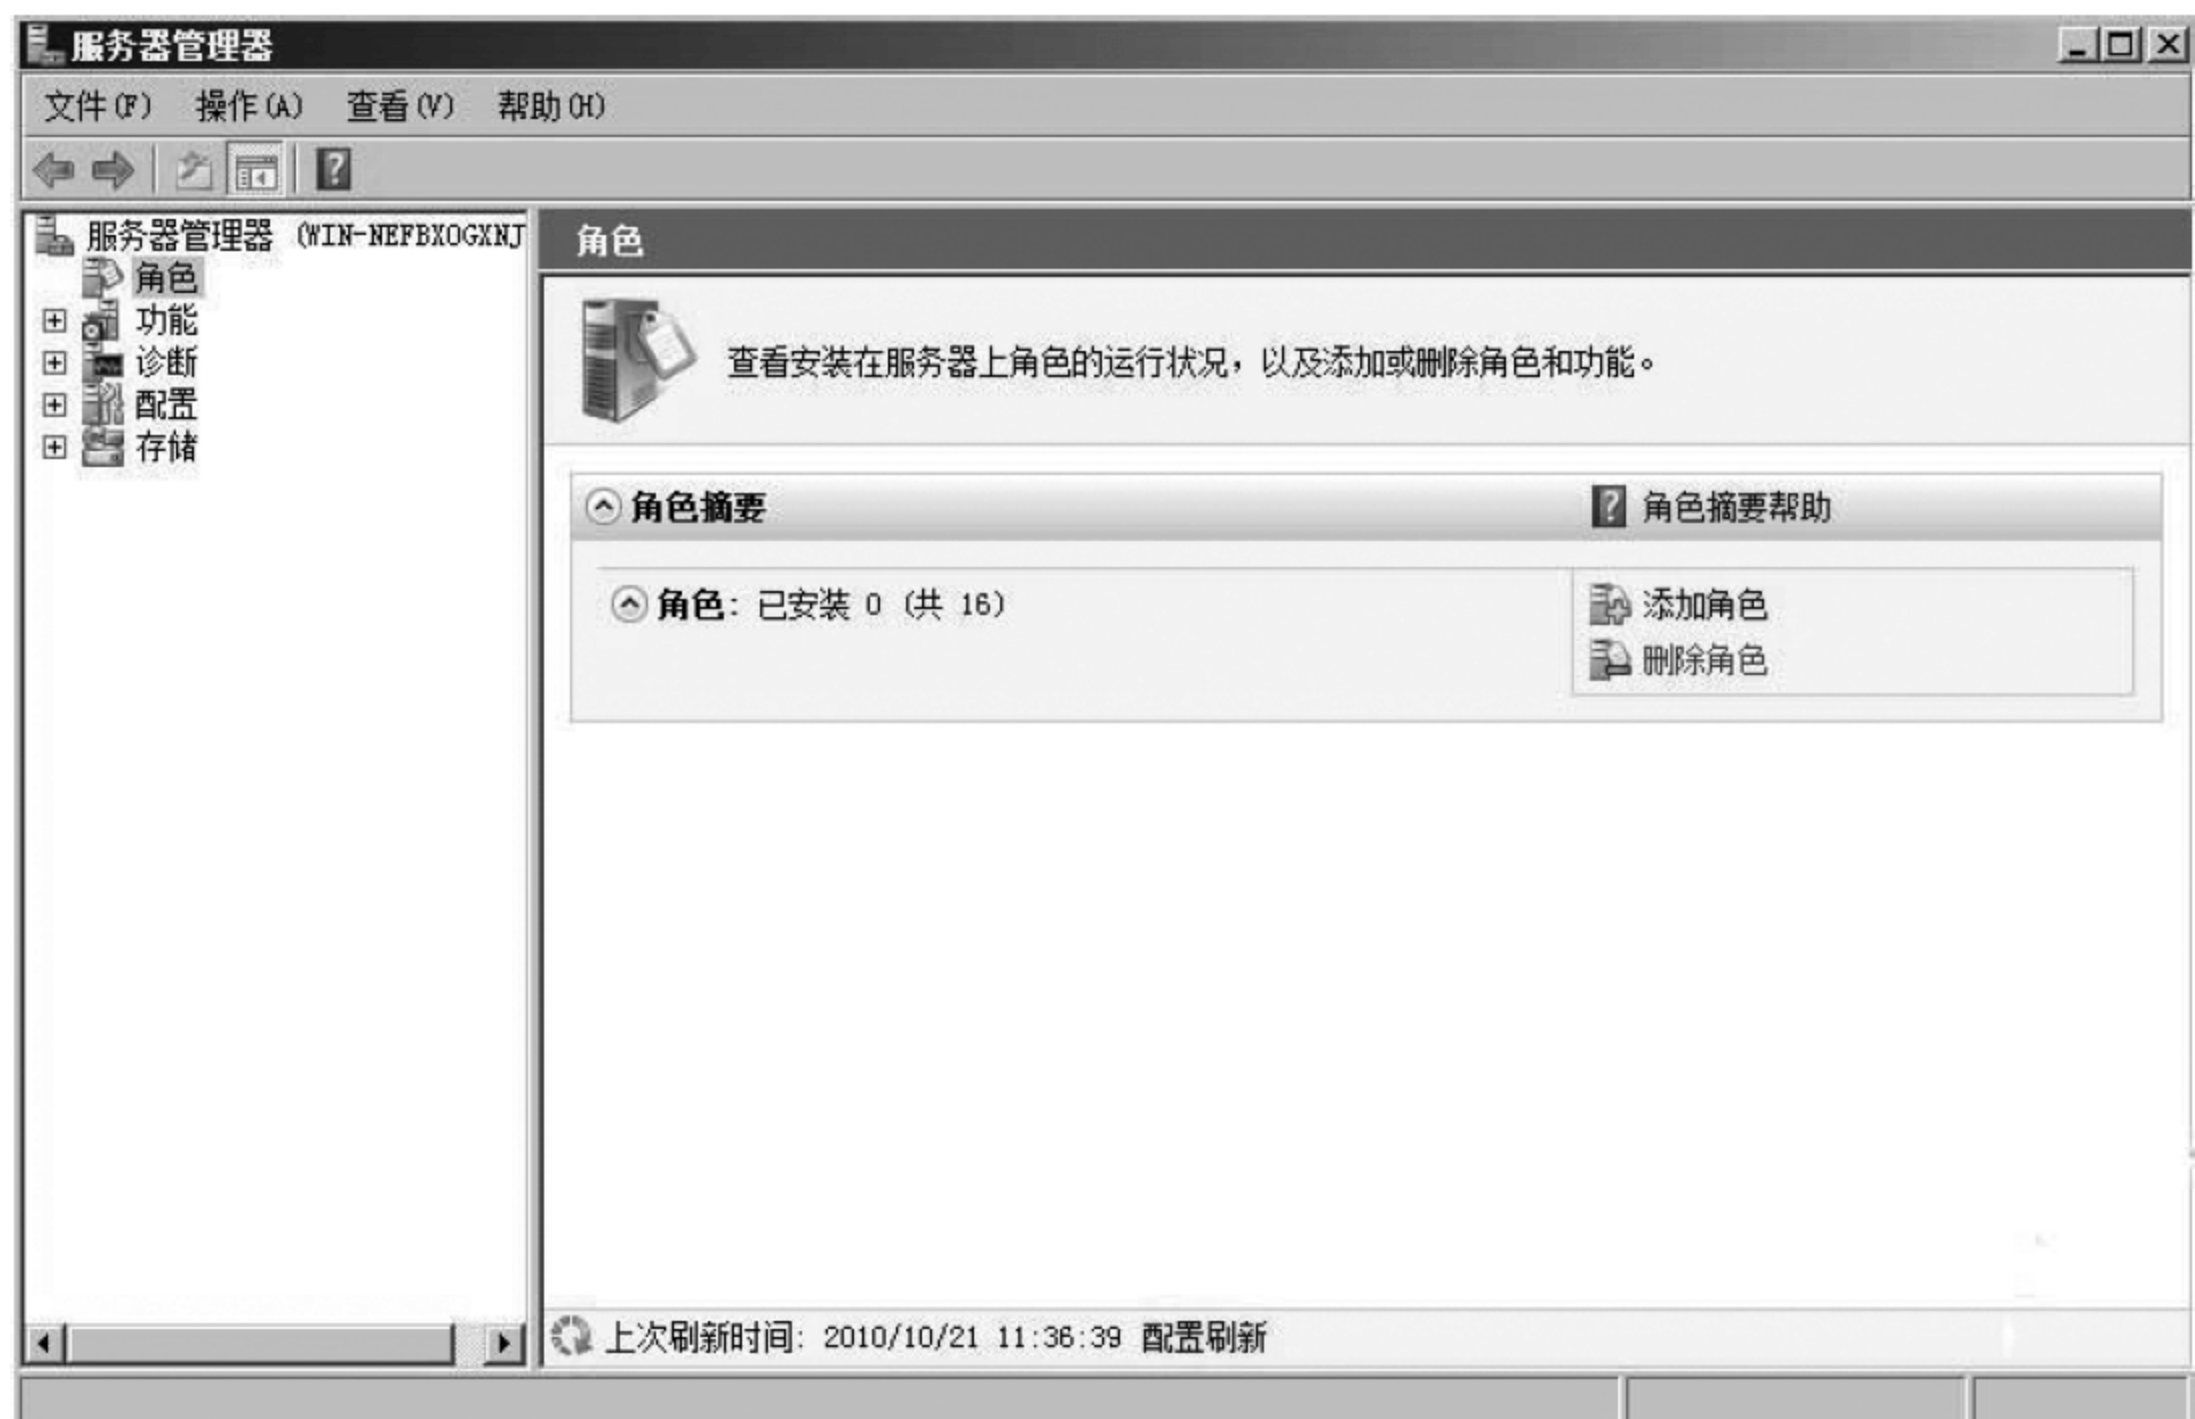 服务器管理器
文件(F) 操作(A) 查看(V) 帮助(H)
服务器管理器 (WIN-NEFBXOGXNJ
角色
功能
诊断
配置
存储
角色
查看安装在服务器上角色的运行状况，以及添加或删除角色和功能。
角色摘要
角色摘要帮助
角色: 已安装 0 (共 16)
添加角色
删除角色
上次刷新时间: 2010/10/21 11:36:39 配置刷新